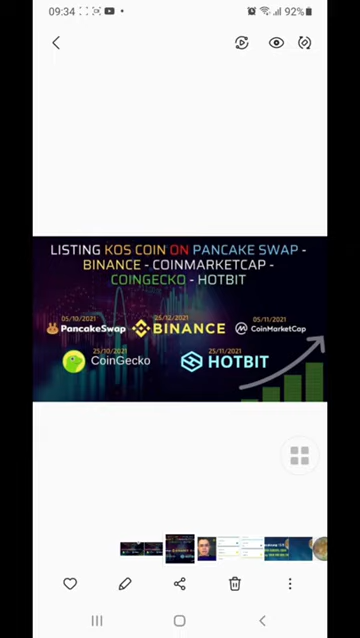 09:34
92%
LISTING KOS COIN ON PANCAKE SWAP -
BINANCE - COINMARKETCAP -
COINGECKO - HOTBIT
05/10/2021
PancakeSwap
25/12/2021
BINANCE
05/11/2021
CoinMarketCap
25/10/2021
CoinGecko
25/11/2021
HOTBIT